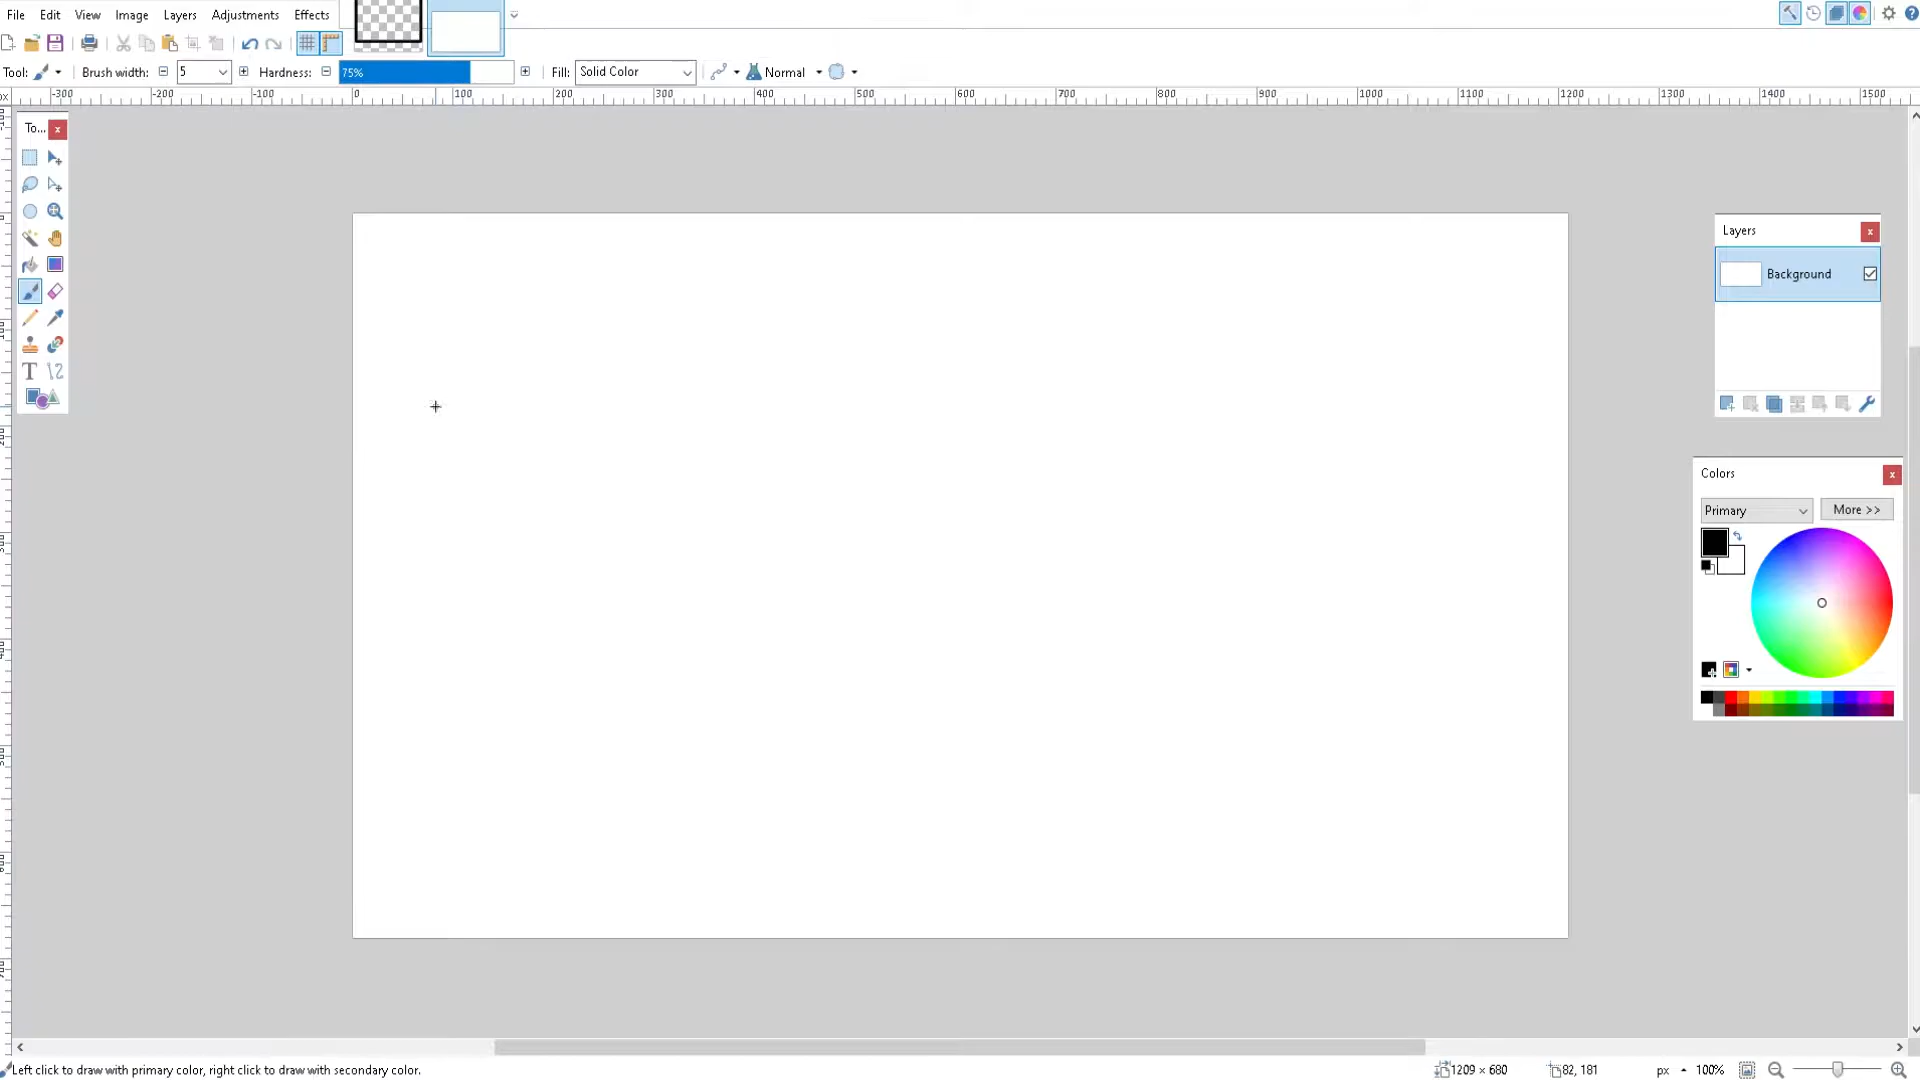 File Edit View Image Layers Adjustments Effects
Tool: Brush width: 5 Hardness: 75% Fill: Solid Color Normal
px -300 -200 -100 0 100 200 300 400 500 600 700 800 900 1000 1100 1200 1300 1400 1500
To... x
Layers x
Background
Colors x
Primary More >>
Left click to draw with primary color, right click to draw with secondary color. 1209 × 680 82, 181 px 100%